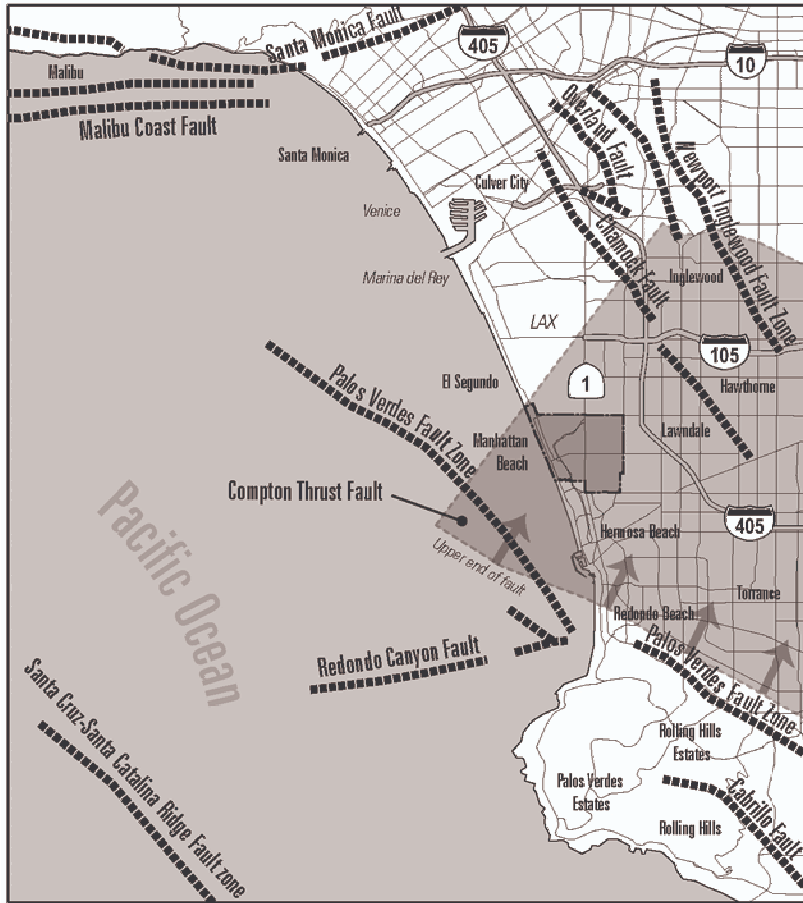 Santa Monica Fault
405
10
Malibu
Malibu Coast Fault
Overland Fault
Newport Inglewood Fault Zone
Santa Monica
Culver City
Venice
Charnock Fault
Marina del Rey
Inglewood
LAX
105
Palos Verdes Fault Zone
El Segundo
1
Hawthorne
Manhattan
Beach
Lawndale
Compton Thrust Fault
405
Pacific Ocean
Upper end of fault
Hermosa Beach
Torrance
Redondo Beach
Redondo Canyon Fault
Palos Verdes Fault Zone
Santa Cruz-Santa Catalina Ridge Fault zone
Rolling Hills
Estates
Palos Verdes
Estates
Cabrillo Fault
Rolling Hills